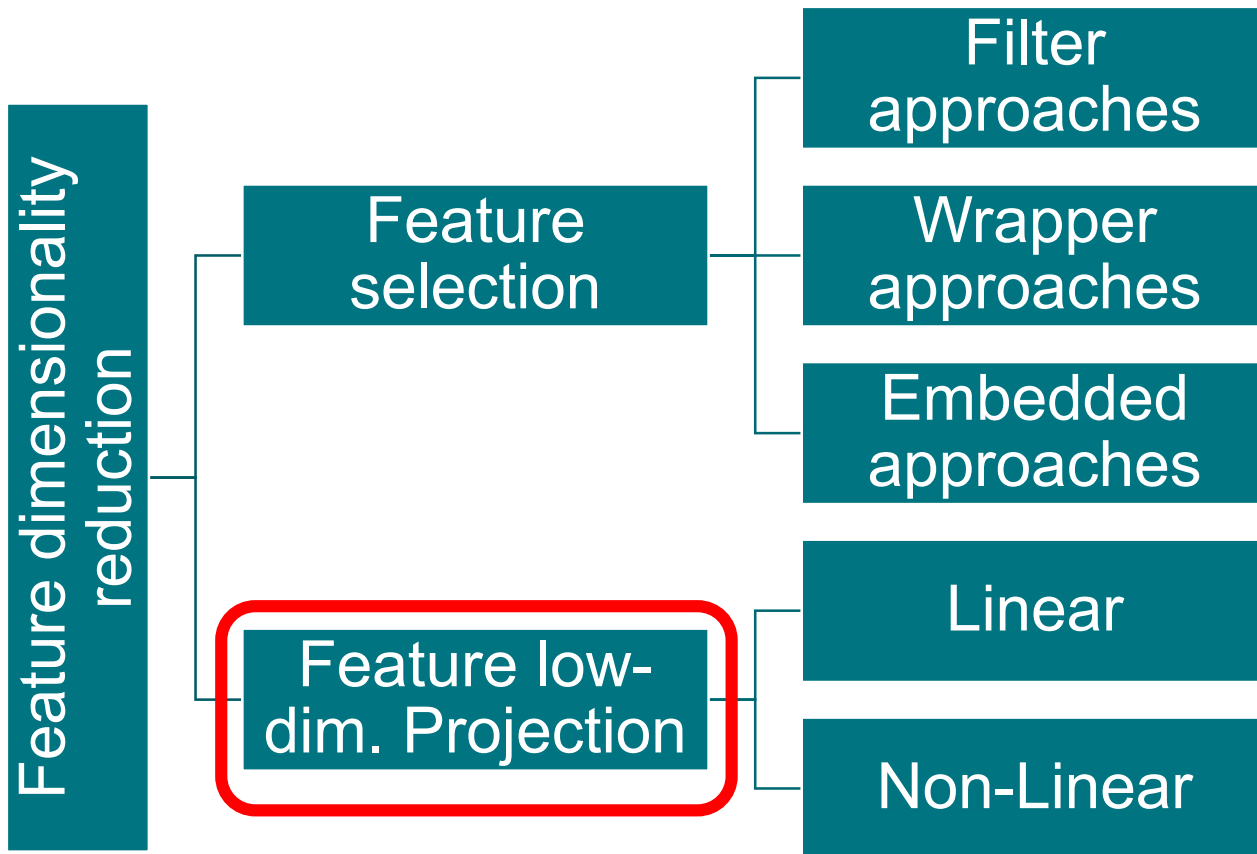 Feature dimensionality
reduction
Feature
selection
Filter
approaches
Wrapper
approaches
Embedded
approaches
Feature low-
dim. Projection
Linear
Non-Linear